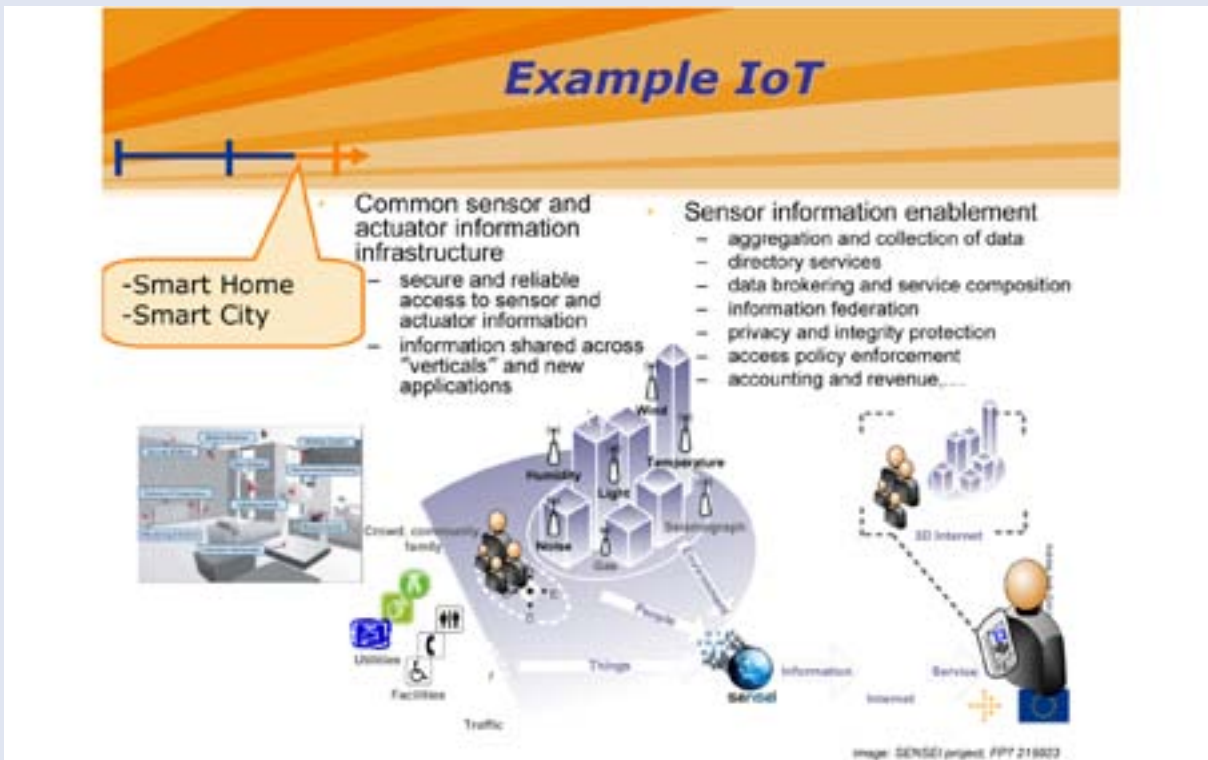 Example IoT
-Smart Home
-Smart City
Common sensor and
actuator information
infrastructure
– secure and reliable
access to sensor and
actuator information
– information shared across
"verticals" and new
applications
Sensor information enablement
– aggregation and collection of data
– directory services
– data brokering and service composition
– information federation
– privacy and integrity protection
– access policy enforcement
– accounting and revenue,…
Wind
Humidity
Temperature
Light
Seismograph
Noise
Gas
Crowd, community,
family
3D Internet
People
Utilities
Facilities
Things
Traffic
sensei
Information
Service
Internet
image: SENSEI project, FP7